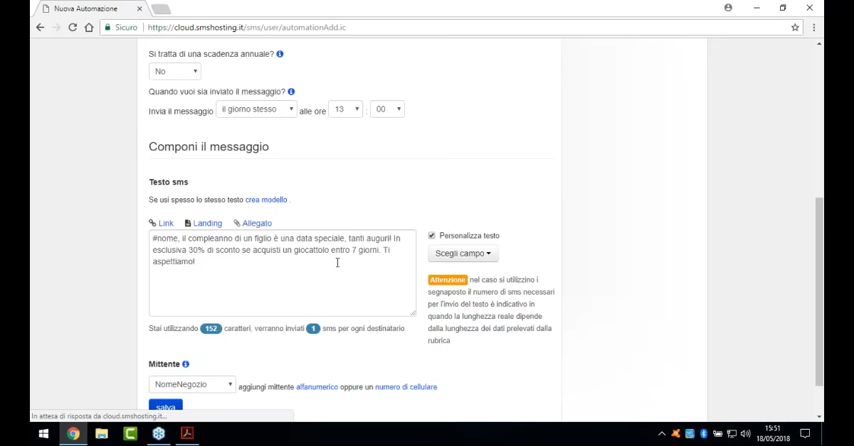 Nuova Automazione
Sicuro | https://cloud.smshosting.it/sms/user/automationAdd.ic
Si tratta di una scadenza annuale?
No
Quando vuoi sia inviato il messaggio?
Invia il messaggio il giorno stesso alle ore 13 : 00
Componi il messaggio
Testo sms
Se usi spesso lo stesso testo crea modello .
Link Landing Allegato
#nome, il compleanno di un figlio è una data speciale, tanti auguri! In
esclusiva 30% di sconto se acquisti un giocattolo entro 7 giorni. Ti
aspettiamo!
Personalizza testo
Scegli campo
Attenzione nel caso si utilizzino i
segnaposto il numero di sms necessari
per l'invio del testo è indicativo in
quando la lunghezza reale dipende
dalla lunghezza dei dati prelevati dalla
rubrica
Stai utilizzando 152 caratteri, verranno inviati 1 sms per ogni destinatario.
Mittente
NomeNegozio aggiungi mittente alfanumerico oppure un numero di cellulare
salva
In attesa di risposta da cloud.smshosting.it...
15:51
18/05/2018